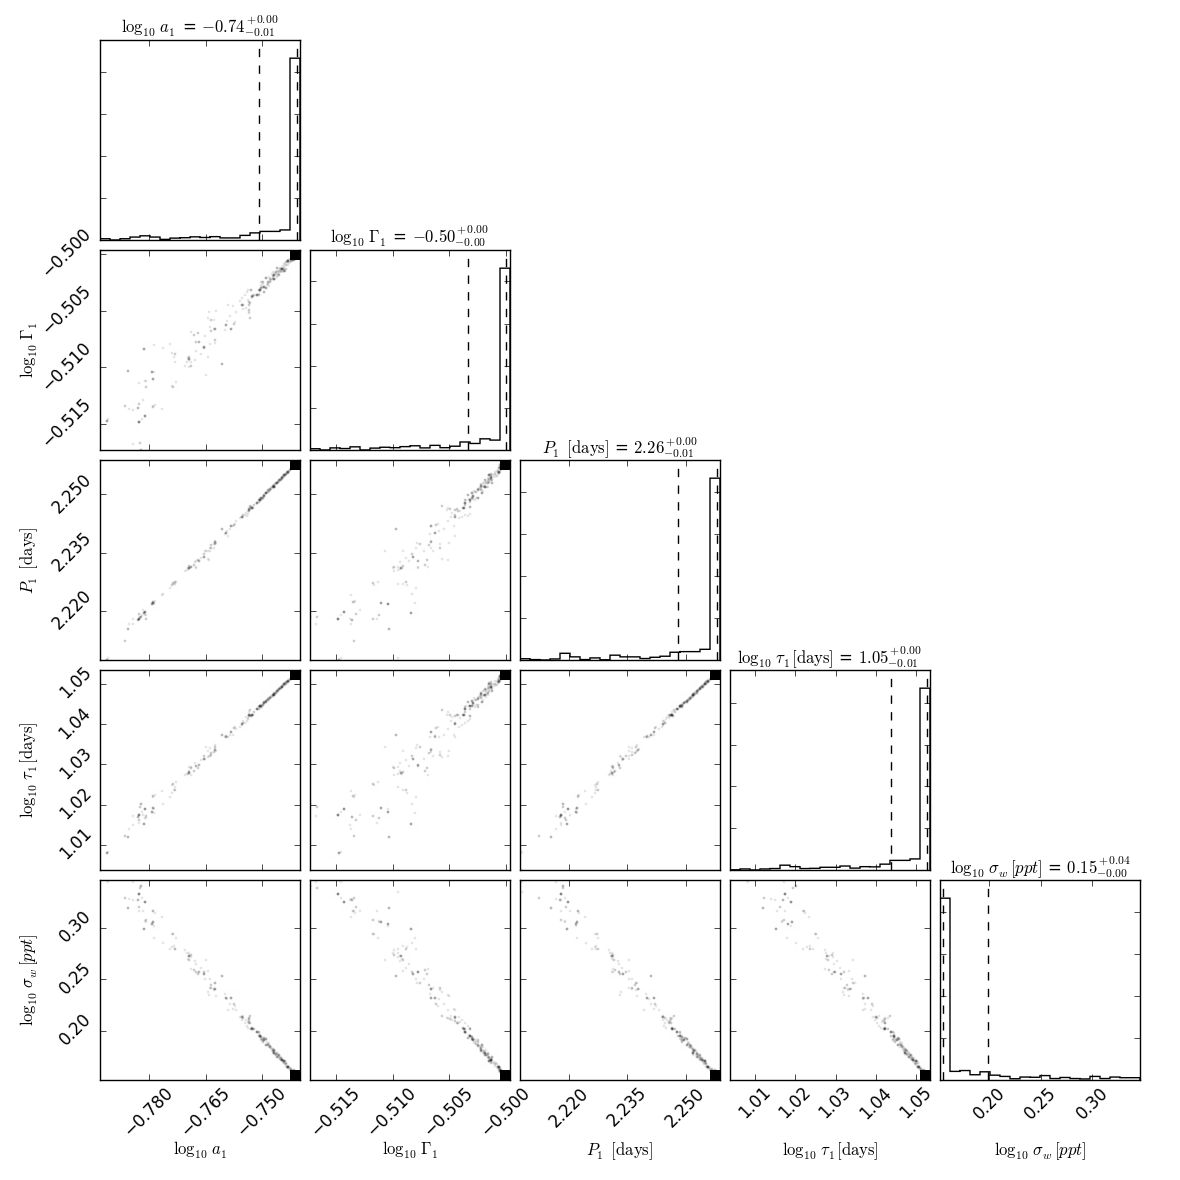 log₁₀ a₁ = −0.74^{+0.00}_{−0.01}
−0.500
−0.505
−0.510
−0.515
log₁₀ Γ₁
log₁₀ Γ₁ = −0.50^{+0.00}_{−0.00}
2.250
2.235
2.220
P₁ [days]
P₁ [days] = 2.26^{+0.00}_{−0.01}
1.05
1.04
1.03
1.02
1.01
log₁₀ τ₁[days]
log₁₀ τ₁[days] = 1.05^{+0.00}_{−0.01}
0.30
0.25
0.20
log₁₀ σ_w [ppt]
log₁₀ σ_w [ppt] = 0.15^{+0.04}_{−0.00}
−0.780 −0.765 −0.750
−0.515 −0.510 −0.505 −0.500
2.220 2.235 2.250
1.01 1.02 1.03 1.04 1.05
0.20 0.25 0.30
log₁₀ a₁
log₁₀ Γ₁
P₁ [days]
log₁₀ τ₁[days]
log₁₀ σ_w [ppt]